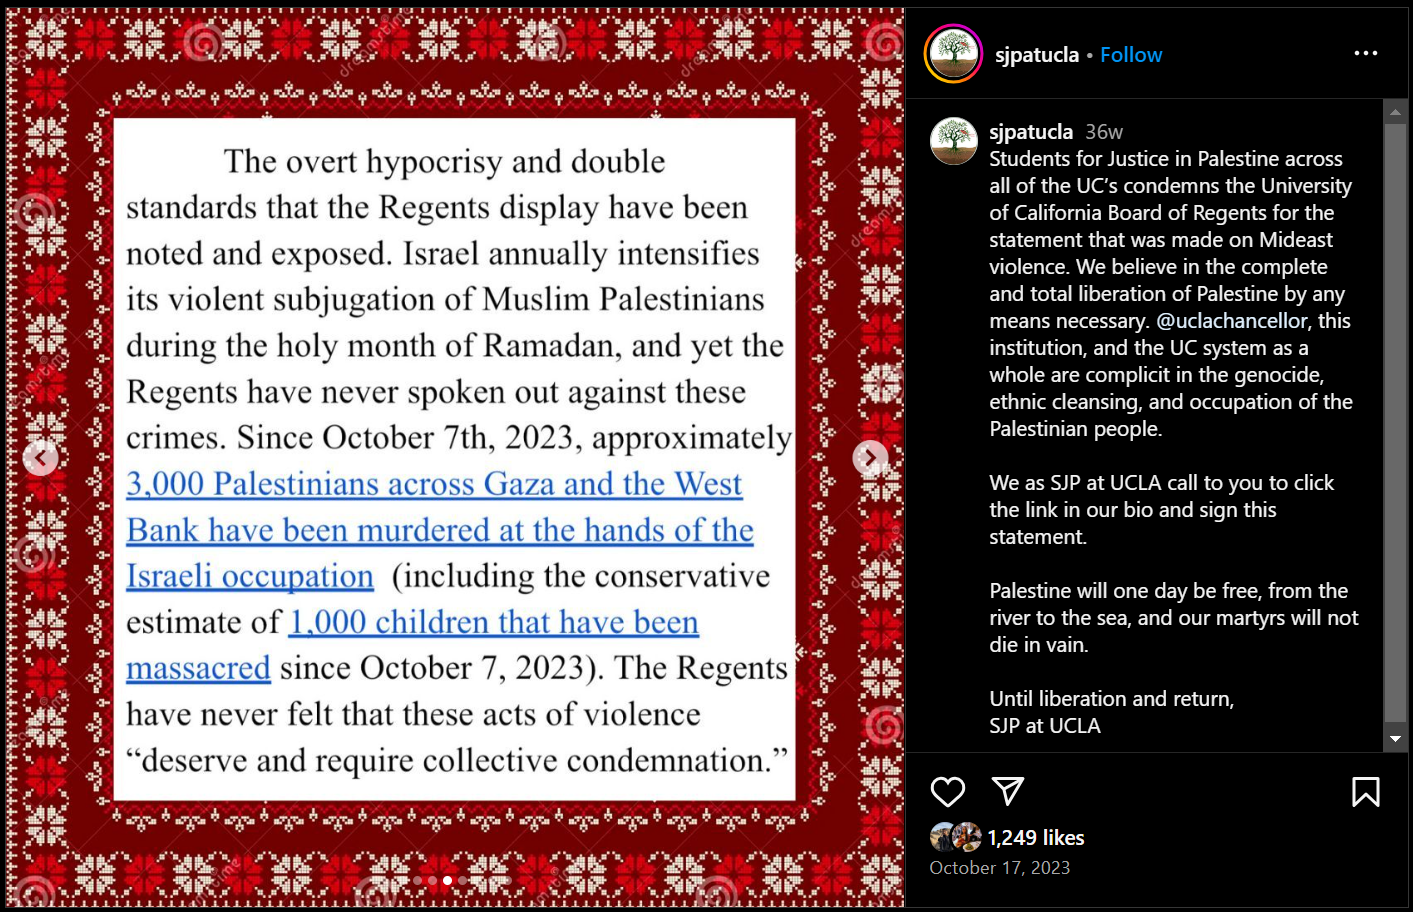 The overt hypocrisy and double
standards that the Regents display have been
noted and exposed. Israel annually intensifies
its violent subjugation of Muslim Palestinians
during the holy month of Ramadan, and yet the
Regents have never spoken out against these
crimes. Since October 7th, 2023, approximately
3,000 Palestinians across Gaza and the West
Bank have been murdered at the hands of the
Israeli occupation (including the conservative
estimate of 1,000 children that have been
massacred since October 7, 2023). The Regents
have never felt that these acts of violence
“deserve and require collective condemnation.”
sjpatucla • Follow
sjpatucla 36w
Students for Justice in Palestine across
all of the UC’s condemns the University
of California Board of Regents for the
statement that was made on Mideast
violence. We believe in the complete
and total liberation of Palestine by any
means necessary. @uclachancellor, this
institution, and the UC system as a
whole are complicit in the genocide,
ethnic cleansing, and occupation of the
Palestinian people.
We as SJP at UCLA call to you to click
the link in our bio and sign this
statement.
Palestine will one day be free, from the
river to the sea, and our martyrs will not
die in vain.
Until liberation and return,
SJP at UCLA
1,249 likes
October 17, 2023
dreamstime
dreamstime